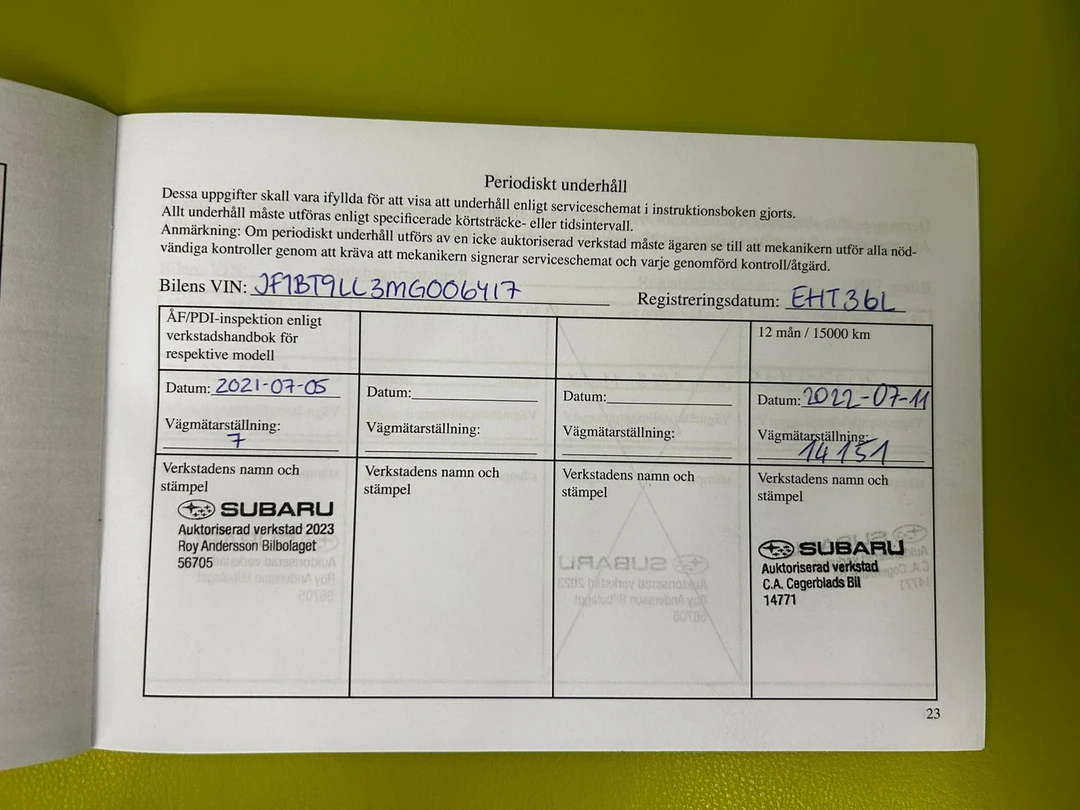 Periodiskt underhåll
Dessa uppgifter skall vara ifyllda för att visa att underhåll enligt serviceschemat i instruktionsboken gjorts.
Allt underhåll måste utföras enligt specificerade körtsträcke- eller tidsintervall.
Anmärkning: Om periodiskt underhåll utförs av en icke auktoriserad verkstad måste ägaren se till att mekanikern utför alla nöd-
vändiga kontroller genom att kräva att mekanikern signerar serviceschemat och varje genomförd kontroll/åtgärd.
Bilens VIN: JF1BT9LL3MG006417
Registreringsdatum: EHT36L
ÅF/PDI-inspektion enligt
verkstadshandbok för
respektive modell
Datum: 2021-07-05
Vägmätarställning:
7
Verkstadens namn och
stämpel
SUBARU
Auktoriserad verkstad 2023
Roy Andersson Bilbolaget
56705
Datum:
Vägmätarställning:
Verkstadens namn och
stämpel
Datum:
Vägmätarställning:
Verkstadens namn och
stämpel
12 mån / 15000 km
Datum: 2022-07-11
Vägmätarställning:
14151
Verkstadens namn och
stämpel
SUBARU
Auktoriserad verkstad
C.A. Cegerblads Bil
14771
23